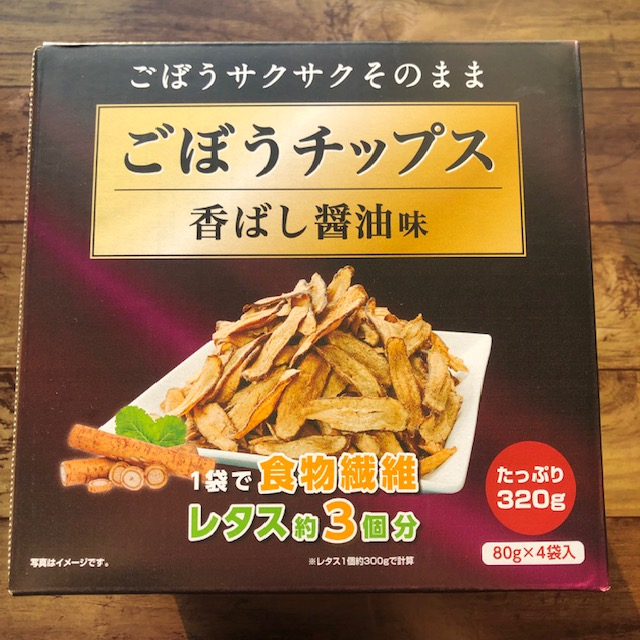 ごぼうサクサクそのまま
ごぼうチップス
香ばし醤油味
1袋で食物繊維
レタス約3個分
たっぷり
320g
80g×4袋入
写真はイメージです。
※レタス1個約300gで計算